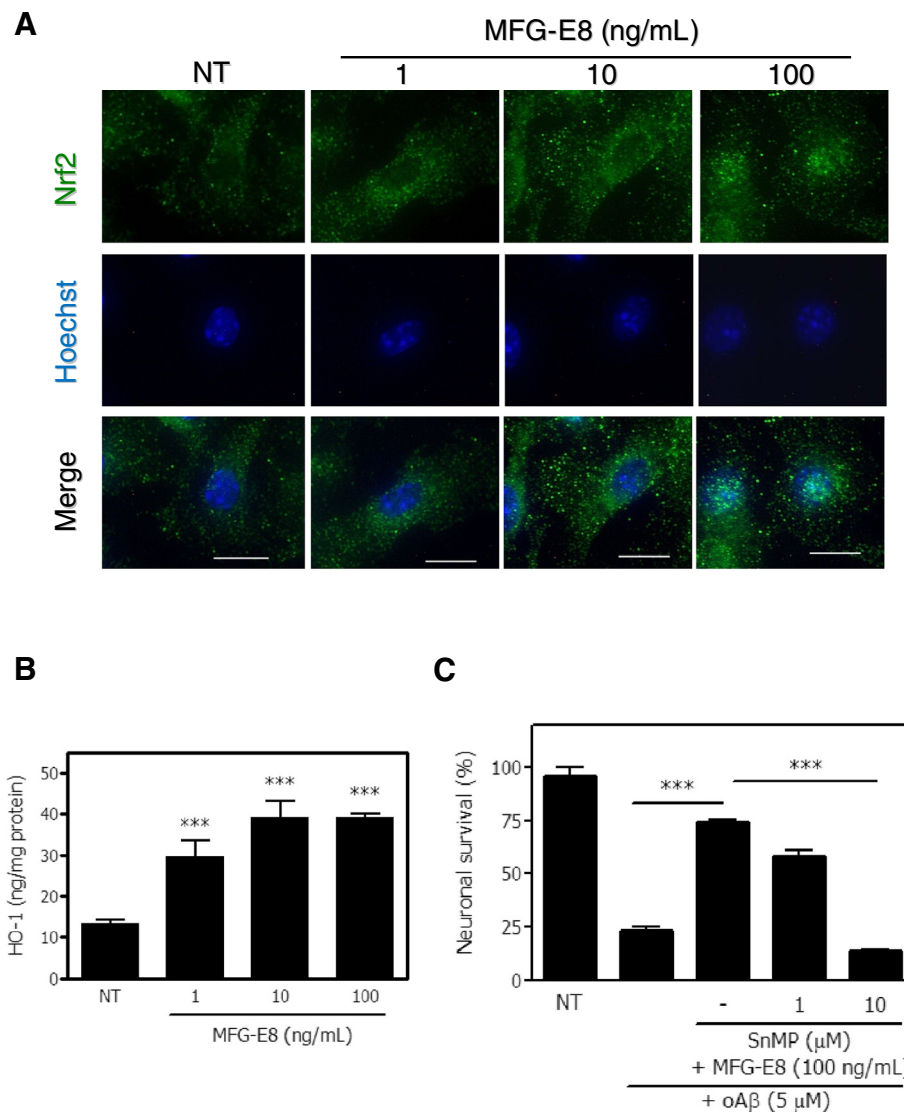 A
MFG-E8 (ng/mL)
NT 1 10 100
Nrf2
Hoechst
Merge
B
HO-1 (ng/mg protein)
50
40
30
20
10
0
*** *** ***
NT 1 10 100
MFG-E8 (ng/mL)
C
Neuronal survival (%)
100
75
50
25
0
*** ***
NT - 1 10
SnMP (μM)
+ MFG-E8 (100 ng/mL)
+ oAβ (5 μM)